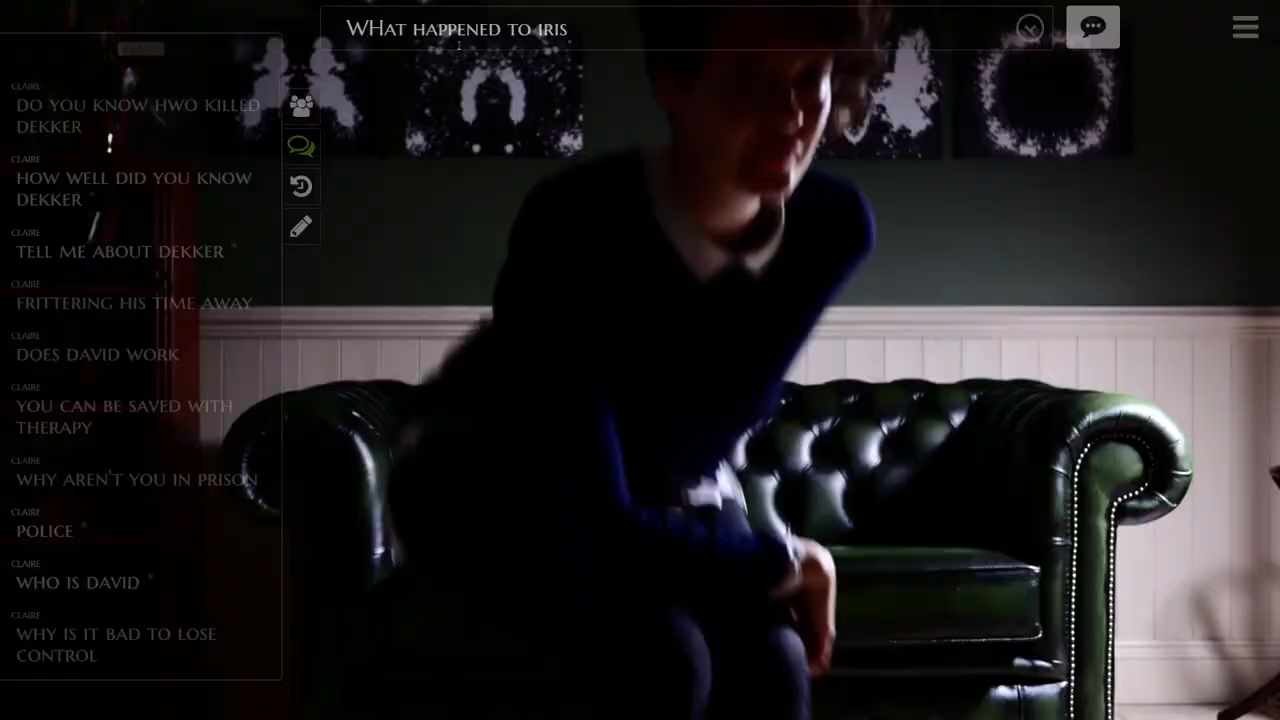 WHAT HAPPENED TO IRIS
CLAIRE
DO YOU KNOW HWO KILLED
DEKKER
CLAIRE
HOW WELL DID YOU KNOW
DEKKER *
CLAIRE
TELL ME ABOUT DEKKER *
CLAIRE
FRITTERING HIS TIME AWAY
CLAIRE
DOES DAVID WORK
CLAIRE
YOU CAN BE SAVED WITH
THERAPY
CLAIRE
WHY AREN'T YOU IN PRISON
CLAIRE
POLICE *
CLAIRE
WHO IS DAVID *
CLAIRE
WHY IS IT BAD TO LOSE
CONTROL